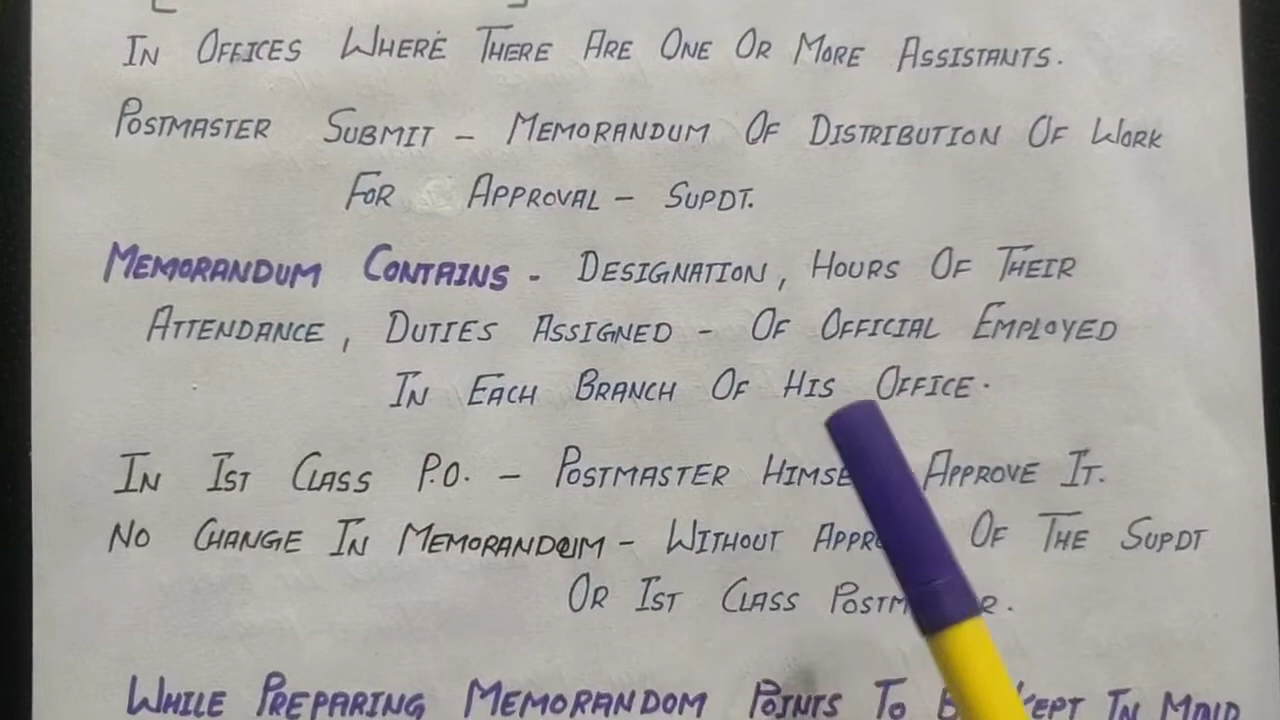 IN OFFICES WHERE THERE ARE ONE OR MORE ASSISTANTS.
POSTMASTER SUBMIT - MEMORANDUM OF DISTRIBUTION OF WORK
FOR APPROVAL - SUPDT.
MEMORANDUM CONTAINS - DESIGNATION, HOURS OF THEIR
ATTENDANCE, DUTIES ASSIGNED - OF OFFICIAL EMPLOYED
IN EACH BRANCH OF HIS OFFICE.
IN IST CLASS P.O. - POSTMASTER APPROVE IT.
NO CHANGE IN MEMORANDUM - WITHOUT OF THE SUPDT
OR IST CLASS
WHILE PREPARING MEMORANDUM POINTS TO IN MIND